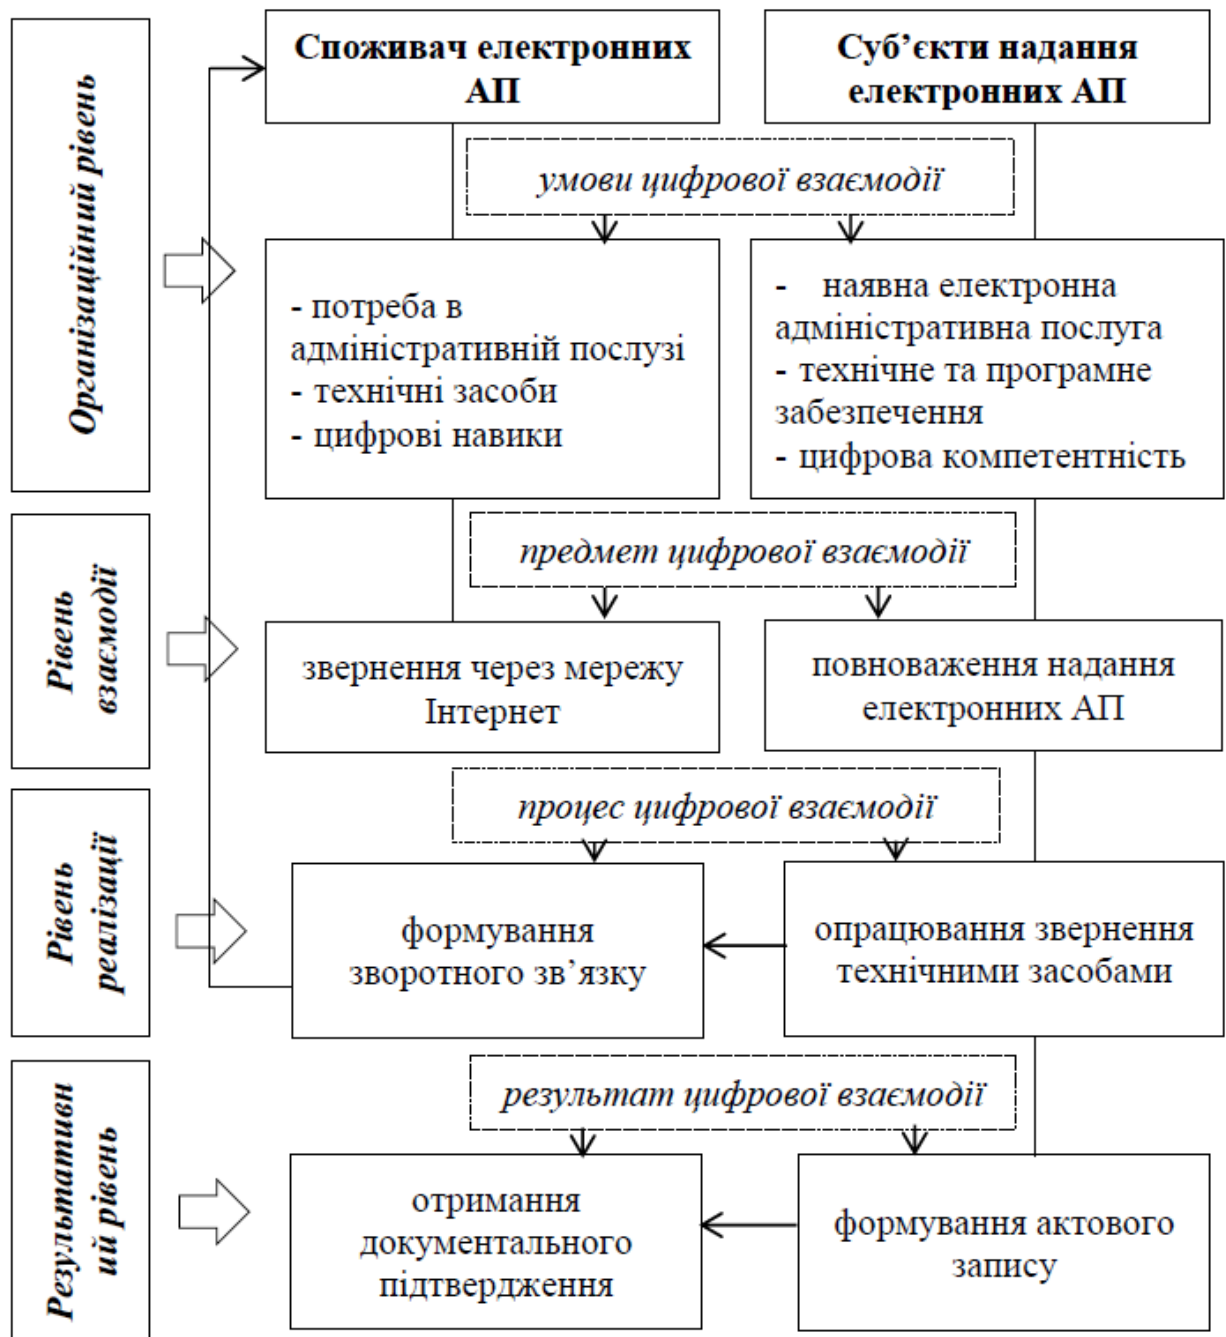 Організаційний рівень
Споживач електронних
АП
Суб’єкти надання
електронних АП
умови цифрової взаємодії
- потреба в
адміністративній послузі
- технічні засоби
- цифрові навики
- наявна електронна
адміністративна послуга
- технічне та програмне
забезпечення
- цифрова компетентність
Рівень
взаємодії
предмет цифрової взаємодії
звернення через мережу
Інтернет
повноваження надання
електронних АП
Рівень
реалізації
процес цифрової взаємодії
формування
зворотного зв’язку
опрацювання звернення
технічними засобами
Результативн
ий рівень
результат цифрової взаємодії
отримання
документального
підтвердження
формування актового
запису